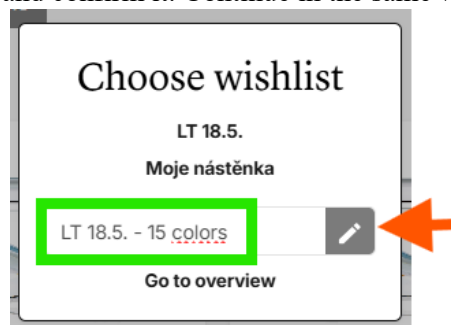 Choose wishlist
LT 18.5.
Moje nástěnka
LT 18.5. - 15 colors
Go to overview